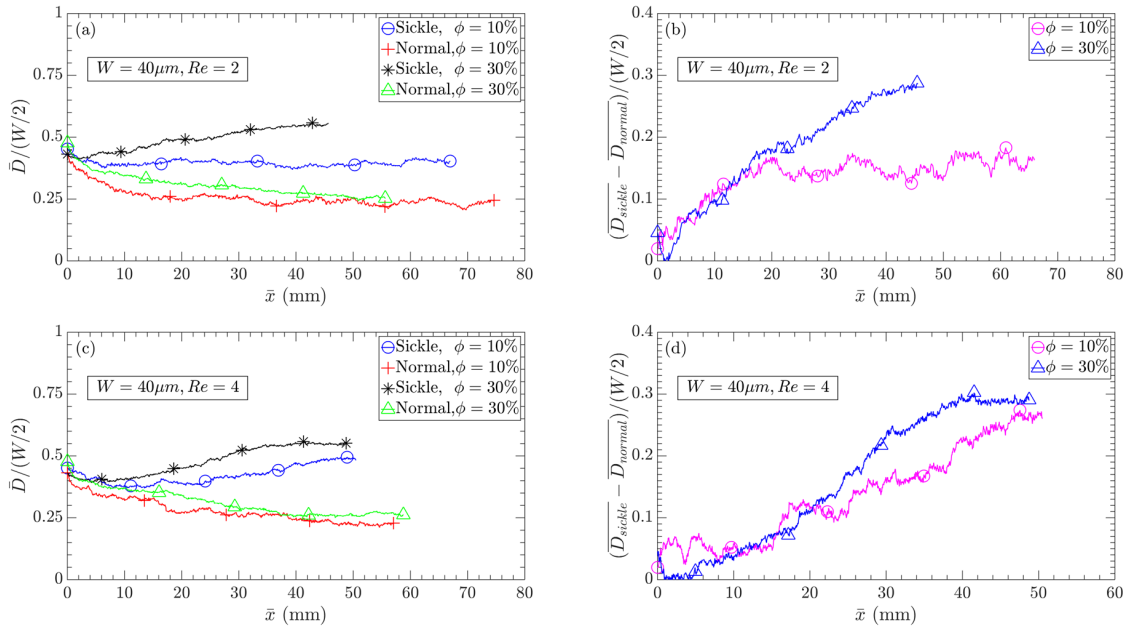 (a)
Sickle, ϕ = 10%
Normal, ϕ = 10%
Sickle, ϕ = 30%
Normal, ϕ = 30%
W = 40μm, Re = 2
D̄/(W/2)
1
0.75
0.5
0.25
0
0 10 20 30 40 50 60 70 80
x̄ (mm)
(b)
ϕ = 10%
ϕ = 30%
W = 40μm, Re = 2
(D̅sickle − D̅normal)/(W/2)
0.4
0.3
0.2
0.1
0
0 10 20 30 40 50 60 70 80
x̄ (mm)
(c)
Sickle, ϕ = 10%
Normal, ϕ = 10%
Sickle, ϕ = 30%
Normal, ϕ = 30%
W = 40μm, Re = 4
D̄/(W/2)
1
0.75
0.5
0.25
0
0 10 20 30 40 50 60 70 80
x̄ (mm)
(d)
ϕ = 10%
ϕ = 30%
W = 40μm, Re = 4
(D̅sickle − D̅normal)/(W/2)
0.4
0.3
0.2
0.1
0
0 10 20 30 40 50 60
x̄ (mm)